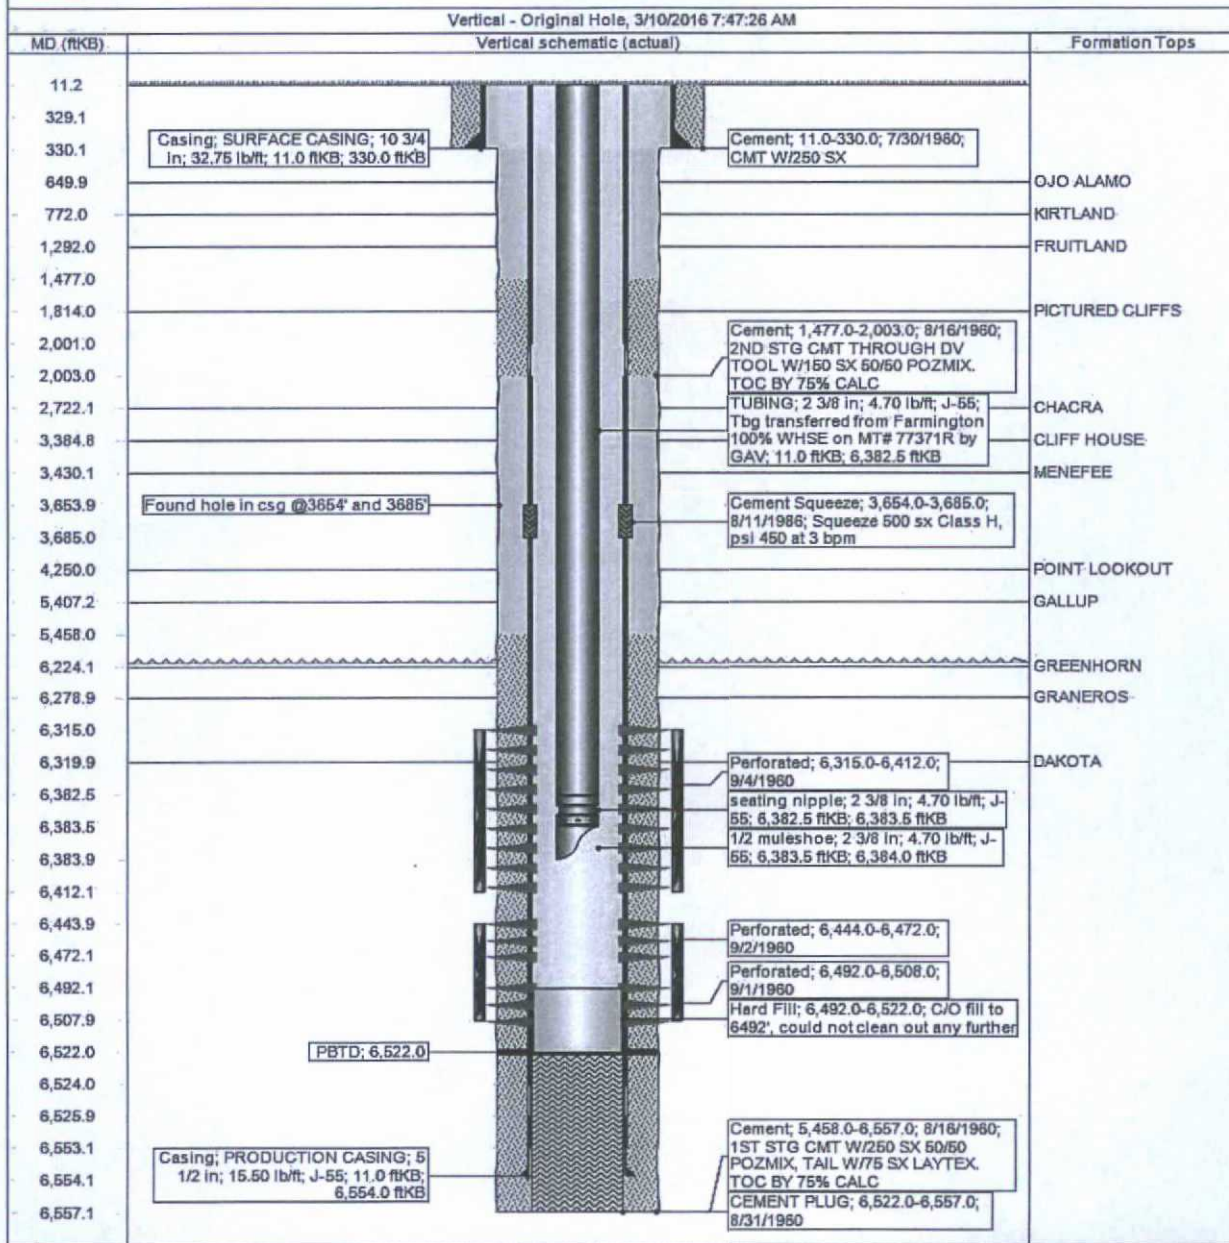 Vertical - Original Hole, 3/10/2016 7:47:26 AM
MD (ftKB)
Vertical schematic (actual)
Formation Tops
11.2
329.1
330.1
649.9
772.0
1,292.0
1,477.0
1,814.0
2,001.0
2,003.0
2,722.1
3,384.8
3,430.1
3,653.9
3,685.0
4,250.0
5,407.2
5,458.0
6,224.1
6,278.9
6,315.0
6,319.9
6,382.5
6,383.5
6,383.9
6,412.1
6,443.9
6,472.1
6,492.1
6,507.9
6,522.0
6,524.0
6,525.9
6,553.1
6,554.1
6,557.1
Casing; SURFACE CASING; 10 3/4
in; 32.75 lb/ft; 11.0 ftKB; 330.0 ftKB
Found hole in csg @3654' and 3685'
PBTD; 6,522.0
Casing; PRODUCTION CASING; 5
1/2 in; 15.50 lb/ft; J-55; 11.0 ftKB;
6,554.0 ftKB
Cement; 11.0-330.0; 7/30/1960;
CMT W/250 SX
Cement; 1,477.0-2,003.0; 8/16/1960;
2ND STG CMT THROUGH DV
TOOL W/150 SX 50/50 POZMIX.
TOC BY 75% CALC
TUBING; 2 3/8 in; 4.70 lb/ft; J-55;
Tbg transferred from Farmington
100% WHSE on MT# 77371R by
GAV; 11.0 ftKB; 6,382.5 ftKB
Cement Squeeze; 3,654.0-3,685.0;
8/11/1986; Squeeze 500 sx Class H,
psi 450 at 3 bpm
Perforated; 6,315.0-6,412.0;
9/4/1960
seating nipple; 2 3/8 in; 4.70 lb/ft; J-
55; 6,382.5 ftKB; 6,383.5 ftKB
1/2 muleshoe; 2 3/8 in; 4.70 lb/ft; J-
55; 6,383.5 ftKB; 6,384.0 ftKB
Perforated; 6,444.0-6,472.0;
9/2/1960
Perforated; 6,492.0-6,508.0;
9/1/1960
Hard Fill; 6,492.0-6,522.0; C/O fill to
6492', could not clean out any further
Cement; 5,458.0-6,557.0; 8/16/1960;
1ST STG CMT W/250 SX 50/50
POZMIX, TAIL W/75 SX LAYTEX.
TOC BY 75% CALC
CEMENT PLUG; 6,522.0-6,557.0;
8/31/1960
OJO ALAMO
KIRTLAND
FRUITLAND
PICTURED CLIFFS
CHACRA
CLIFF HOUSE
MENEFEE
POINT LOOKOUT
GALLUP
GREENHORN
GRANEROS
DAKOTA